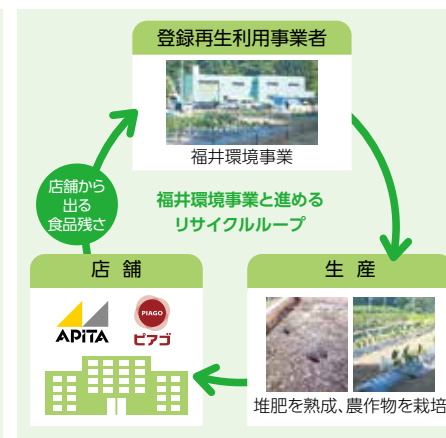 登録再生利用事業者
福井環境事業
店舗から
出る
食品残さ
福井環境事業と進める
リサイクルループ
店舗
APiTA
PIAGO
ピアゴ
生産
堆肥を熟成、農作物を栽培